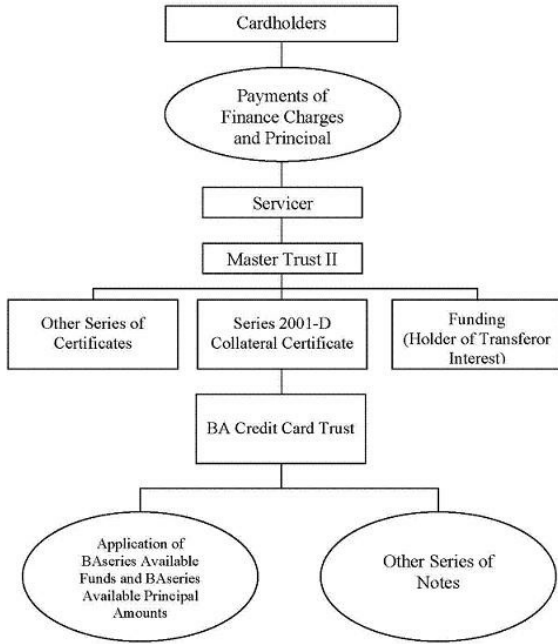 Cardholders
Payments of
Finance Charges
and Principal
Servicer
Master Trust II
Other Series of
Certificates
Series 2001-D
Collateral Certificate
Funding
(Holder of Transferor
Interest)
BA Credit Card Trust
Application of
BAseries Available
Funds and BAseries
Available Principal
Amounts
Other Series of
Notes